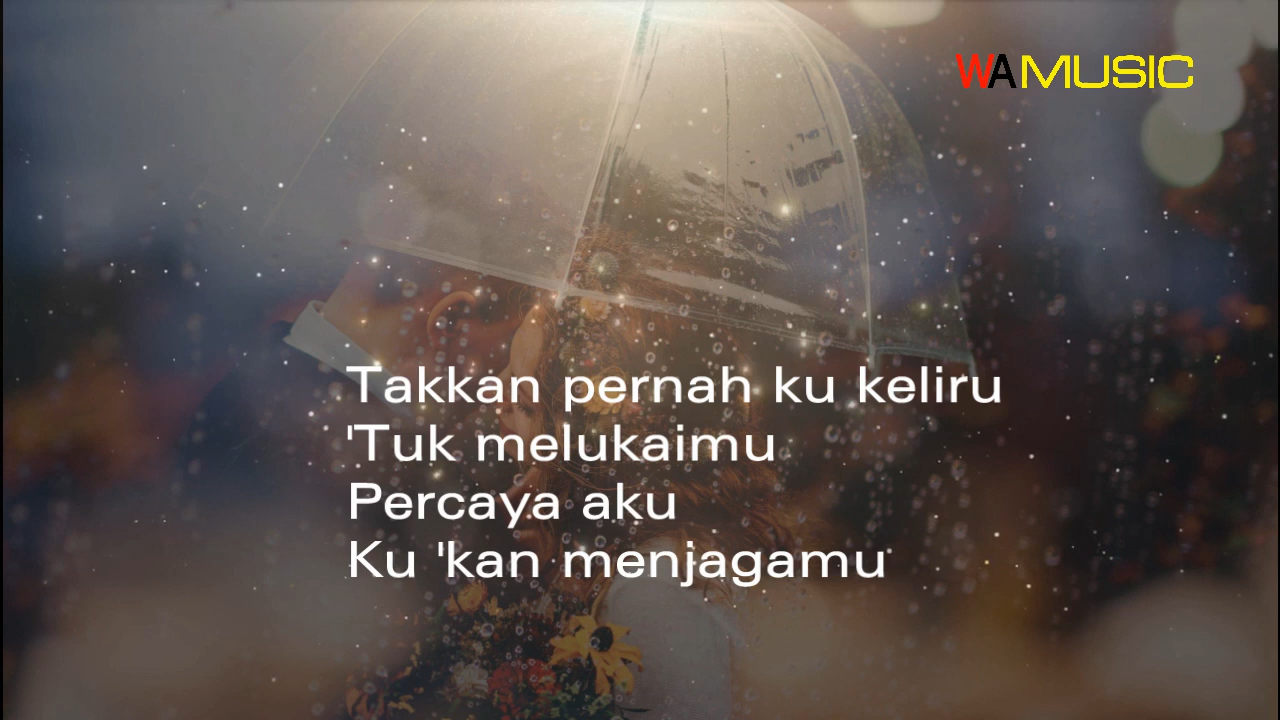 WAMUSIC
Takkan pernah ku keliru
'Tuk melukaimu
Percaya aku
Ku 'kan menjagamu